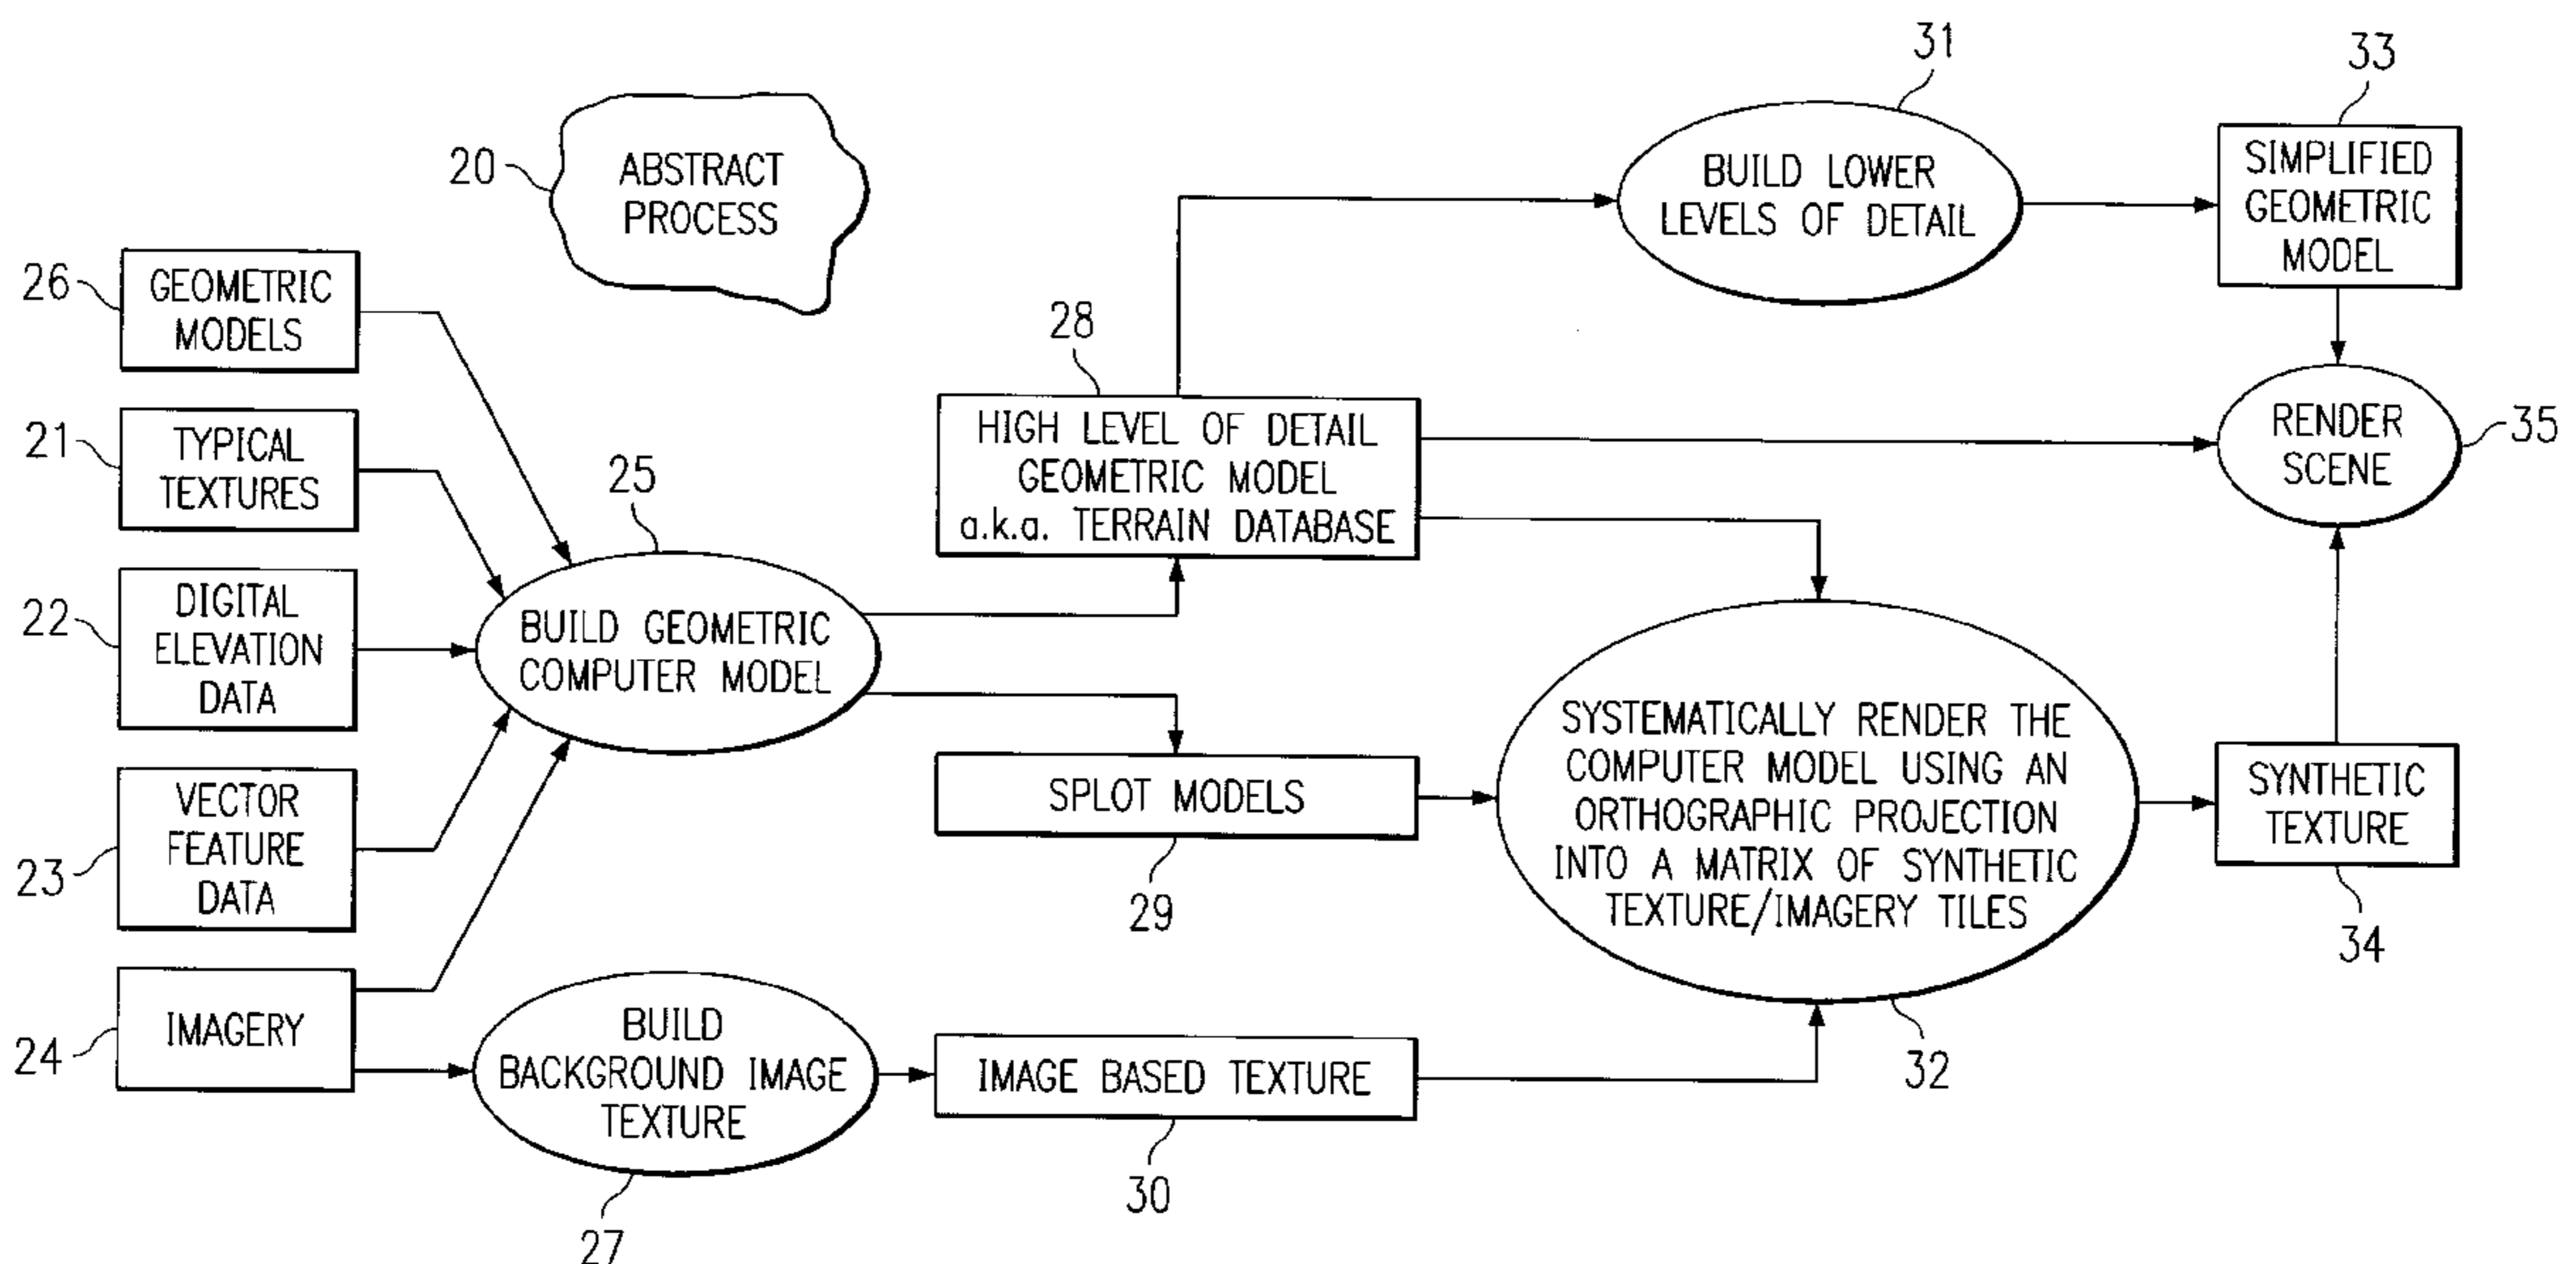 31
33
20
ABSTRACT
PROCESS
BUILD LOWER
LEVELS OF DETAIL
SIMPLIFIED
GEOMETRIC
MODEL
26
GEOMETRIC
MODELS
28
21
TYPICAL
TEXTURES
HIGH LEVEL OF DETAIL
GEOMETRIC MODEL
a.k.a. TERRAIN DATABASE
RENDER
SCENE
35
25
22
DIGITAL
ELEVATION
DATA
BUILD GEOMETRIC
COMPUTER MODEL
23
VECTOR
FEATURE
DATA
SPLOT MODELS
29
SYSTEMATICALLY RENDER THE
COMPUTER MODEL USING AN
ORTHOGRAPHIC PROJECTION
INTO A MATRIX OF SYNTHETIC
TEXTURE/IMAGERY TILES
SYNTHETIC
TEXTURE
34
24
IMAGERY
BUILD
BACKGROUND IMAGE
TEXTURE
IMAGE BASED TEXTURE
32
30
27